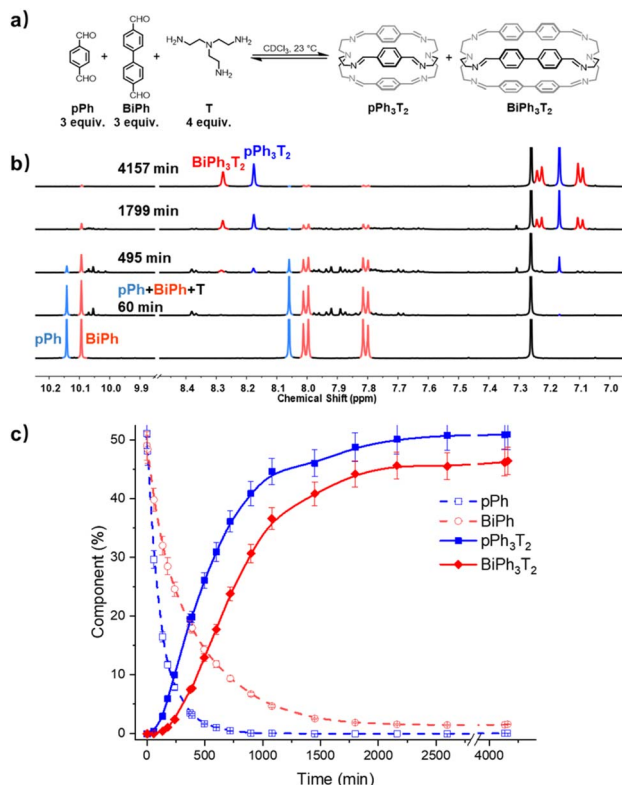 a)
CHO
CHO
CHO
CHO
+
+
H₂N
NH₂
N
NH₂
CDCl₃, 23 °C
N
N
N
N
N
N
+
N
N
N
N
N
N
pPh
3 equiv.
BiPh
3 equiv.
T
4 equiv.
pPh₃T₂
BiPh₃T₂
b)
4157 min
BiPh₃T₂
pPh₃T₂
1799 min
495 min
pPh+BiPh+T
60 min
pPh
BiPh
10.2 10.1 10.0 9.9 8.4 8.3 8.2 8.1 8.0 7.9 7.8 7.7 7.6 7.5 7.4 7.3 7.2 7.1 7.0
Chemical Shift (ppm)
c)
Component (%)
50
40
30
20
10
0
pPh
BiPh
pPh₃T₂
BiPh₃T₂
0 500 1000 1500 2000 2500 4000
Time (min)